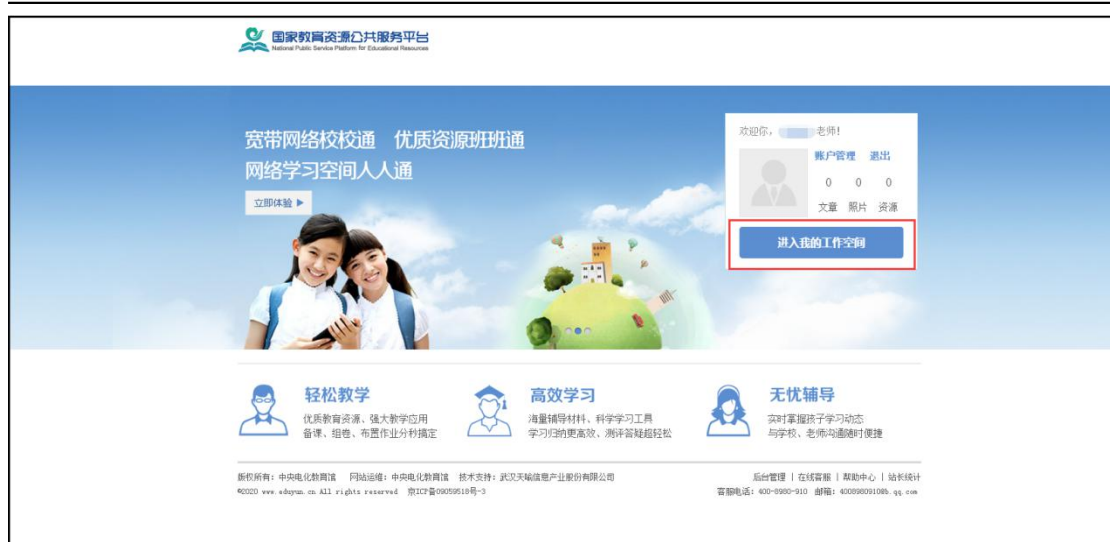 国家教育资源公共服务平台
National Public Service Platform for Educational Resources
宽带网络校校通 优质资源班班通
网络学习空间人人通
立即体验
欢迎你， 老师!
账户管理 退出
0 0 0
文章 照片 资源
进入我的工作空间
轻松教学
优质教育资源、强大教学应用
备课、组卷、布置作业分秒搞定
高效学习
海量辅导材料、科学学习工具
学习归纳更高效、测评答疑超轻松
无忧辅导
实时掌握孩子学习动态
与学校、老师沟通随时便捷
版权所有：中央电化教育馆 网站运维：中央电化教育馆 技术支持：武汉天喻信息产业股份有限公司
©2020 www.eduyun.cn All rights reserved 京ICP备09059518号-3
后台管理 | 在线客服 | 帮助中心 | 站长统计
客服电话：400-8980-910 邮箱：4008980910@b.qq.com